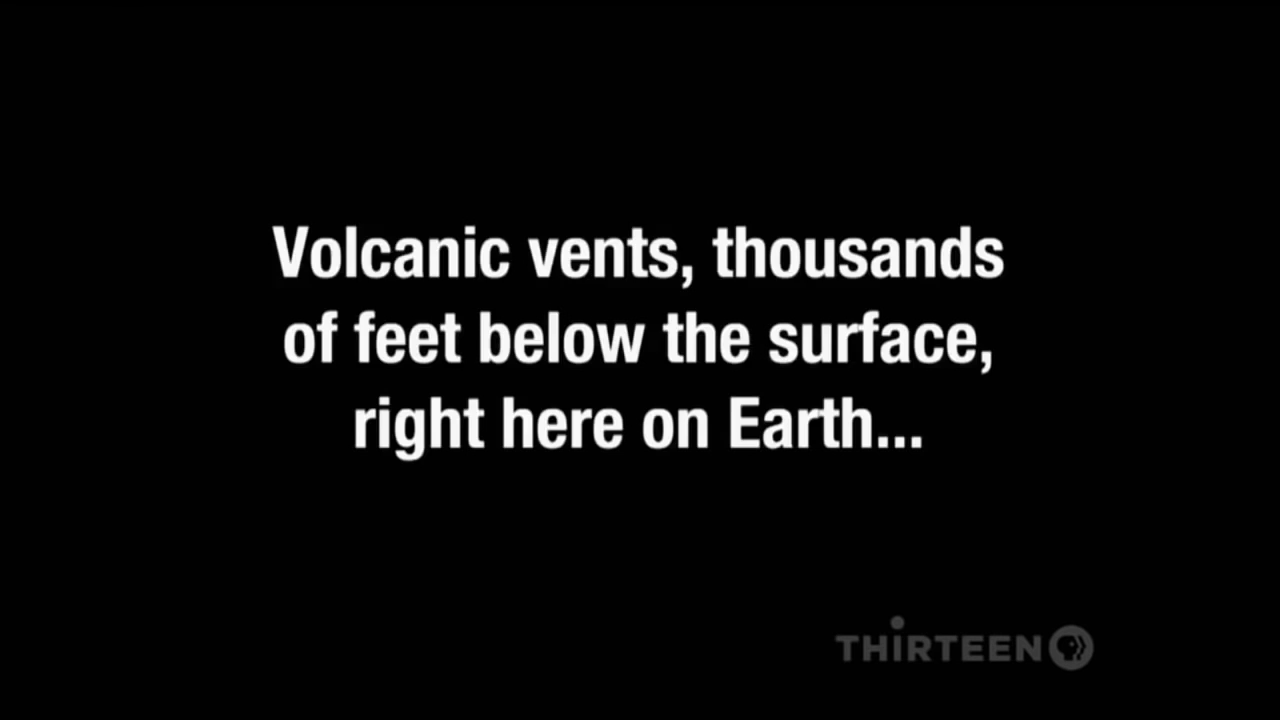 Volcanic vents, thousands
of feet below the surface,
right here on Earth...
THIRTEEN